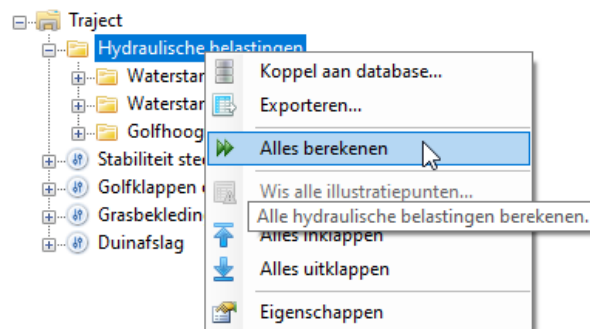 Traject
Hydraulische belastingen
Koppel aan database...
Waterstan
Exporteren...
Waterstan
Golfhoog
Alles berekenen
Stabiliteit stee
Wis alle illustratiepunten...
Golfklappen
Alle hydraulische belastingen berekenen.
Grasbekledin
Alles inklappen
Duinafslag
Alles uitklappen
Eigenschappen